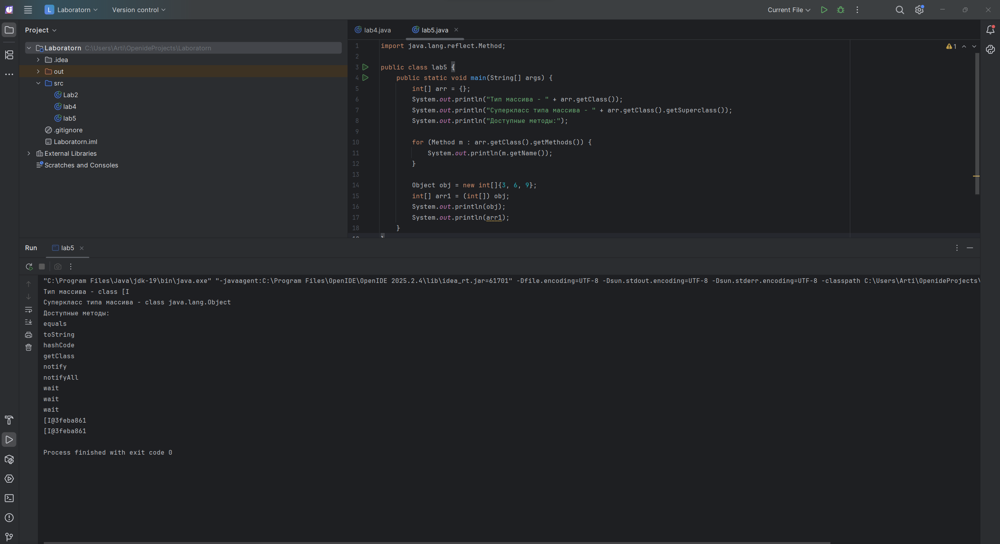 L Laboratorn Version control Current File
Project
lab4.java lab5.java
Laboratorn C:\Users\Arti\OpenideProjects\Laboratorn
.idea
out
src
Lab2
lab4
lab5
.gitignore
Laboratorn.iml
External Libraries
Scratches and Consoles
1
1 import java.lang.reflect.Method;
2
3 public class lab5 {
4 public static void main(String[] args) {
5 int[] arr = {};
6 System.out.println("Тип массива - " + arr.getClass());
7 System.out.println("Суперкласс типа массива - " + arr.getClass().getSuperclass());
8 System.out.println("Доступные методы:");
9
10 for (Method m : arr.getClass().getMethods()) {
11 System.out.println(m.getName());
12 }
13
14 Object obj = new int[]{3, 6, 9};
15 int[] arr1 = (int[]) obj;
16 System.out.println(obj);
17 System.out.println(arr1);
18 }
Run lab5
"C:\Program Files\Java\jdk-19\bin\java.exe" "-javaagent:C:\Program Files\OpenIDE\OpenIDE 2025.2.4\lib\idea_rt.jar=61701" -Dfile.encoding=UTF-8 -Dsun.stdout.encoding=UTF-8 -Dsun.stderr.encoding=UTF-8 -classpath C:\Users\Arti\OpenideProjects\
Тип массива - class [I
Суперкласс типа массива - class java.lang.Object
Доступные методы:
equals
toString
hashCode
getClass
notify
notifyAll
wait
wait
wait
[I@3feba861
[I@3feba861
Process finished with exit code 0